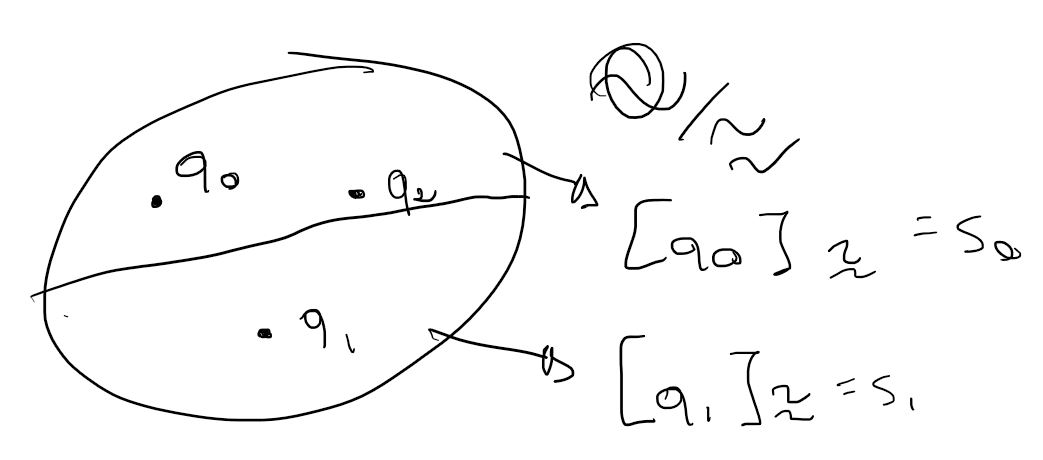 Q/≈
q₀ q₂
[q₀]≈ = s₀
q₁
[q₁]≈ = s₁